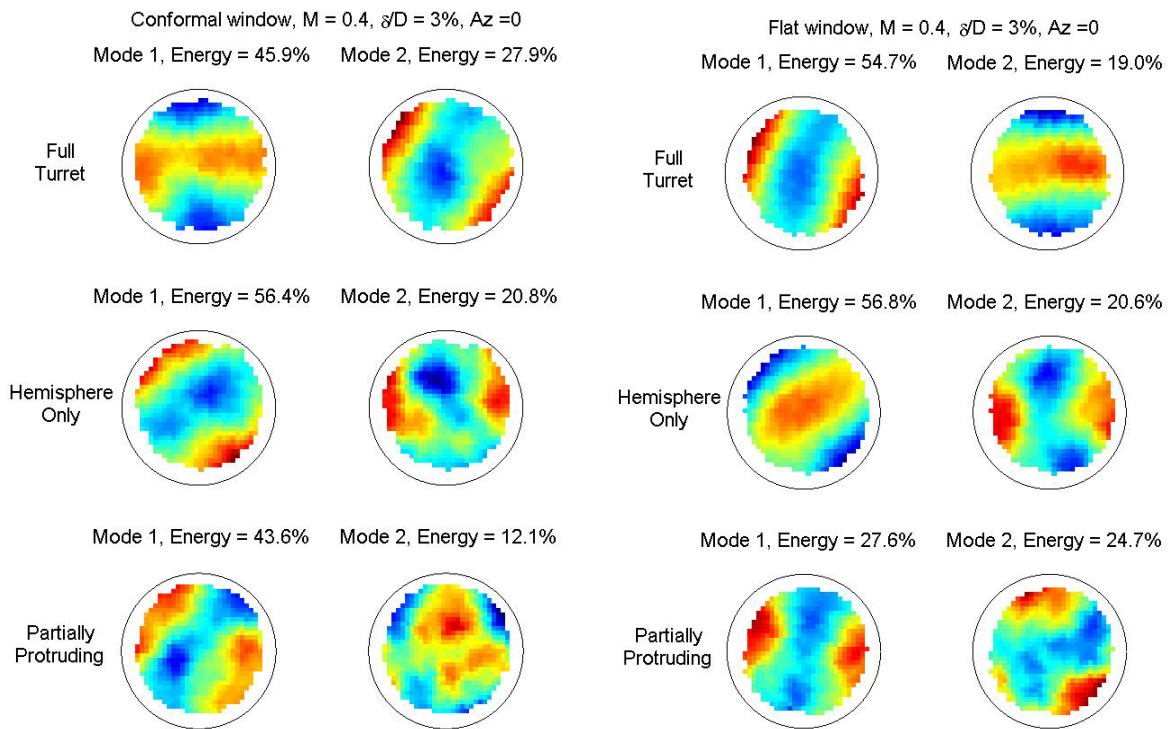 Conformal window, M = 0.4, δ/D = 3%, Az =0
Mode 1, Energy = 45.9%
Mode 2, Energy = 27.9%
Full
Turret
Mode 1, Energy = 56.4%
Mode 2, Energy = 20.8%
Hemisphere
Only
Mode 1, Energy = 43.6%
Mode 2, Energy = 12.1%
Partially
Protruding
Flat window, M = 0.4, δ/D = 3%, Az =0
Mode 1, Energy = 54.7%
Mode 2, Energy = 19.0%
Full
Turret
Mode 1, Energy = 56.8%
Mode 2, Energy = 20.6%
Hemisphere
Only
Mode 1, Energy = 27.6%
Mode 2, Energy = 24.7%
Partially
Protruding